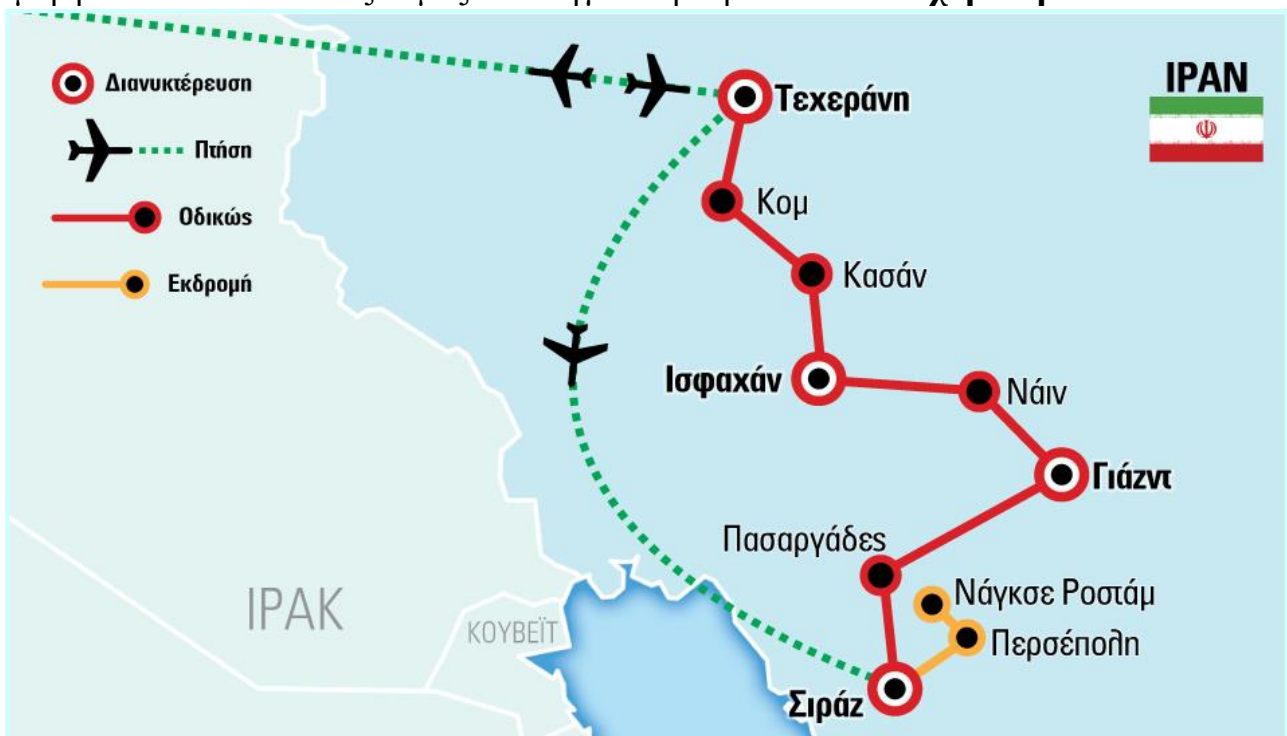 Διανυκτέρευση
Πτήση
Οδικώς
Εκδρομή
ΙΡΑΝ
Τεχεράνη
Κομ
Κασάν
Ισφαχάν
Νάιν
Γιάζντ
Πασαργάδες
Νάγκσε Ροστάμ
Περσέπολη
Σιράζ
ΙΡΑΚ
ΚΟΥΒΕΪΤ